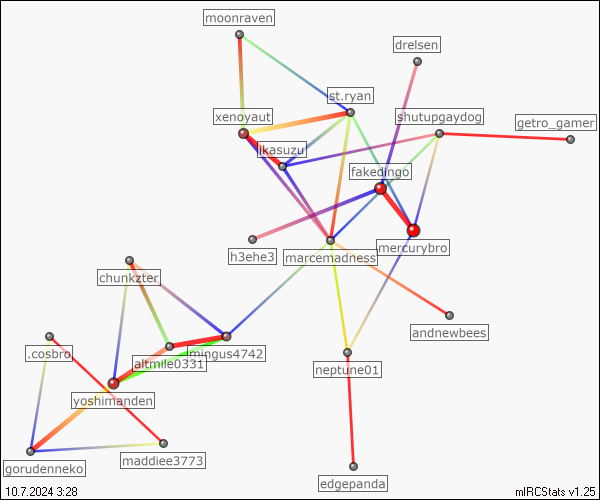 moonraven
drelsen
st.ryan
xenoyaut
shutupgaydog
getro_gamer
ikasuzu
fakedingo
h3ehe3
marcemadness
mercurybro
chunkzter
andnewbees
.cosbro
altmile0331
mingus4742
neptune01
yoshimanden
gorudenneko
maddiee3773
edgepanda
10.7.2024 3:28
mIRCStats v1.25